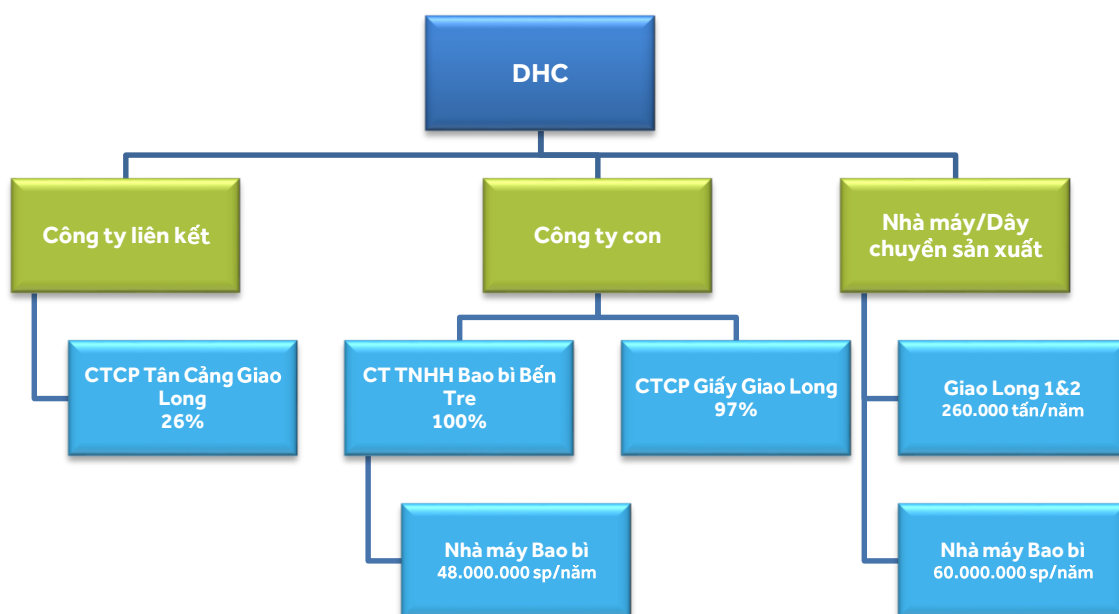 DHC
Công ty liên kết
Công ty con
Nhà máy/Dây
chuyền sản xuất
CTCP Tân Cảng Giao
Long
26%
CT TNHH Bao bì Bến
Tre
100%
CTCP Giấy Giao Long
97%
Giao Long 1&2
260.000 tấn/năm
Nhà máy Bao bì
48.000.000 sp/năm
Nhà máy Bao bì
60.000.000 sp/năm